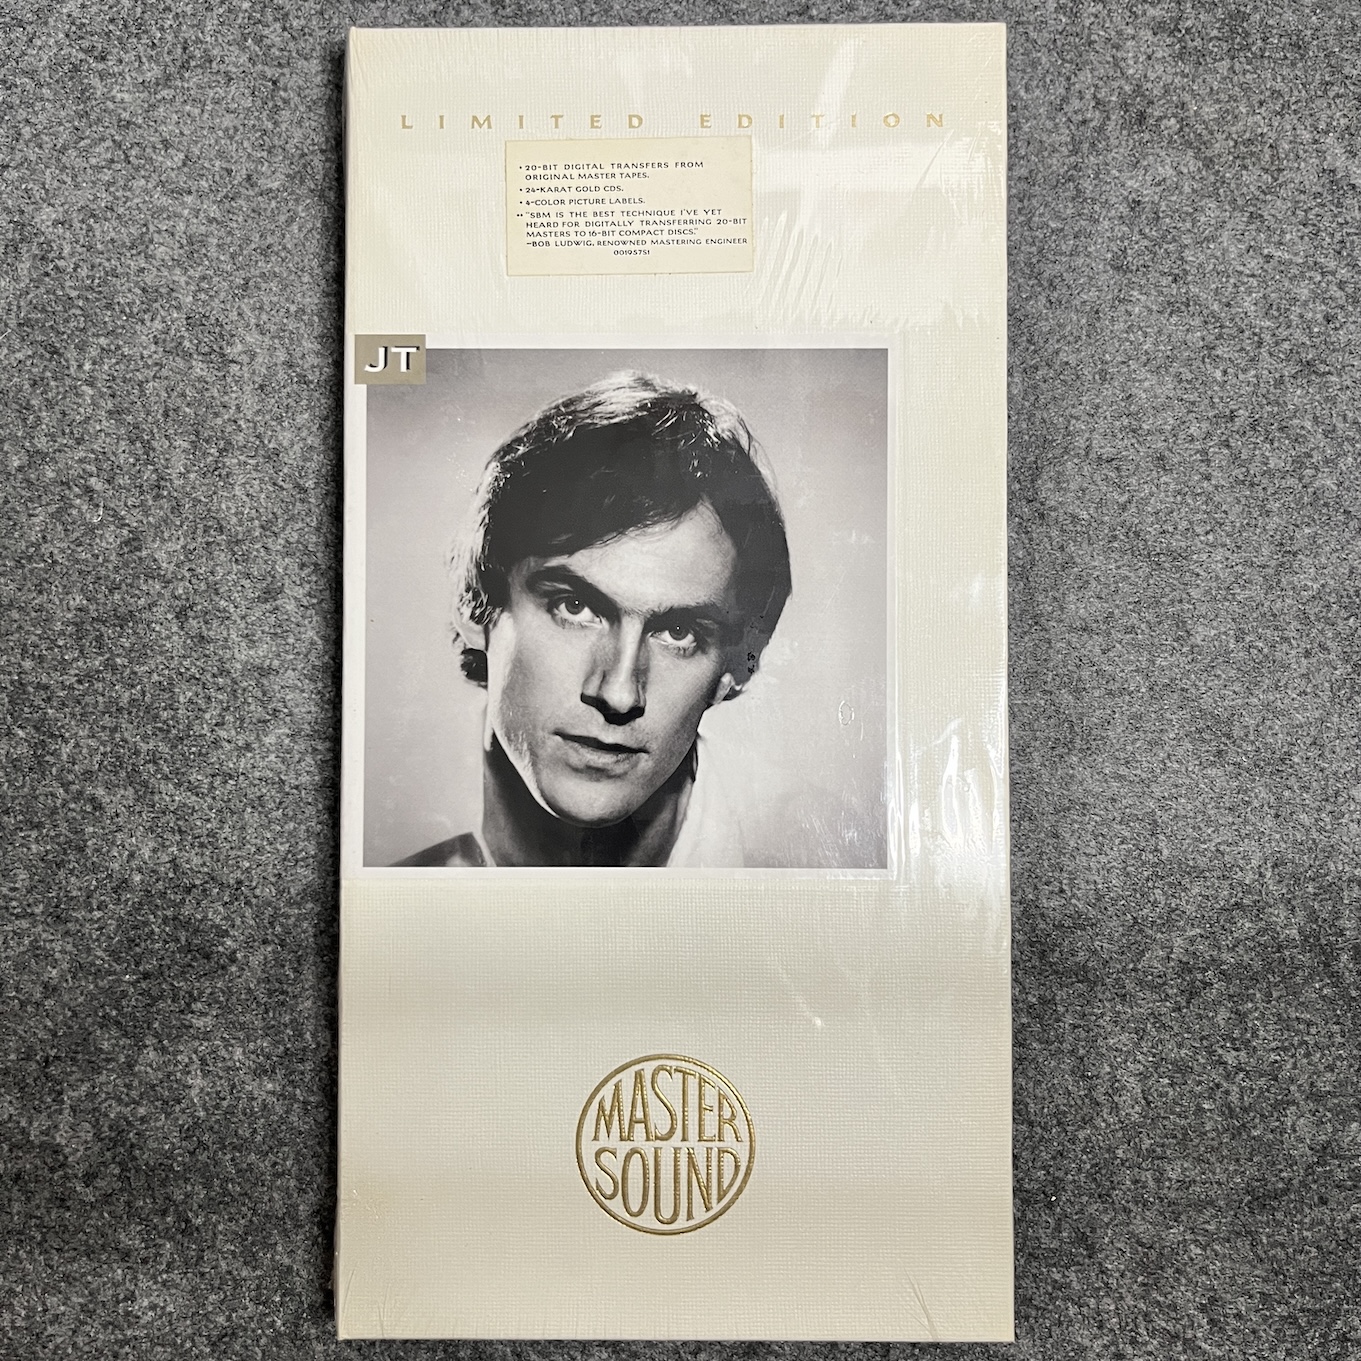 LIMITED EDITION
• 20-BIT DIGITAL TRANSFERS FROM
ORIGINAL MASTER TAPES.
• 24-KARAT GOLD CDS.
• 4-COLOR PICTURE LABELS.
•• "SBM IS THE BEST TECHNIQUE I'VE YET
HEARD FOR DIGITALLY TRANSFERRING 20-BIT
MASTERS TO 16-BIT COMPACT DISCS."
—BOB LUDWIG, RENOWNED MASTERING ENGINEER
00195751
JT
MASTER
SOUND